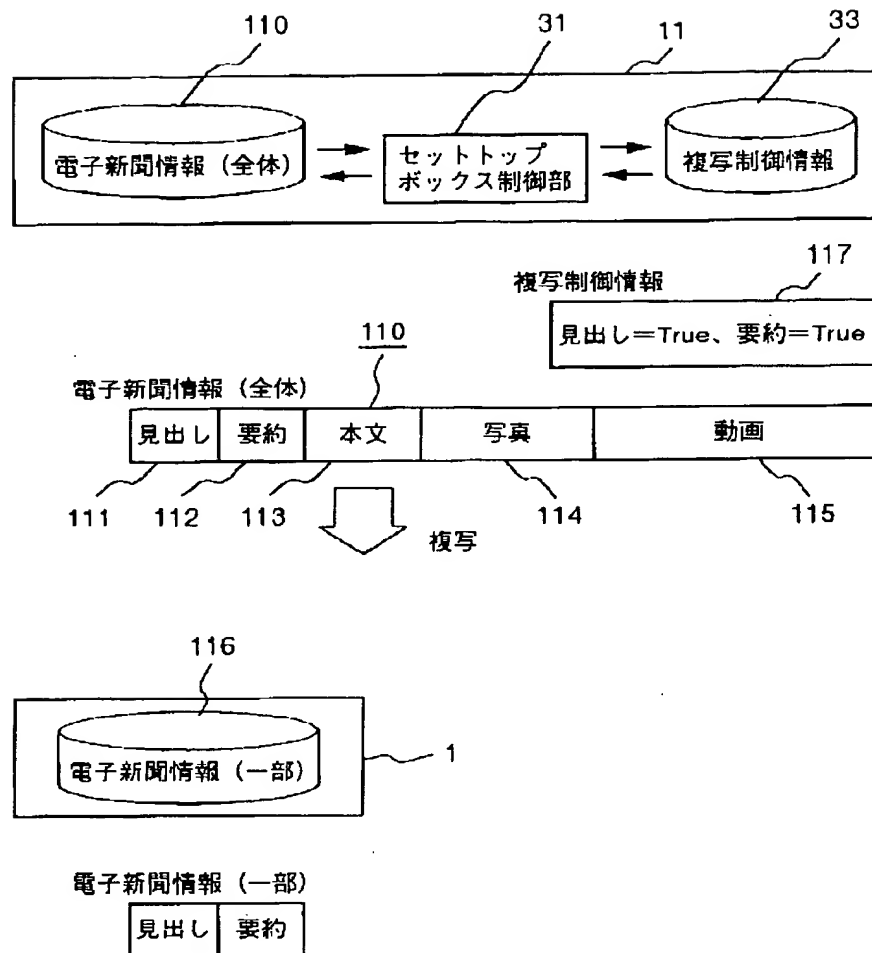 110
31
11
33
電子新聞情報（全体）
セットトップ
ボックス制御部
複写制御情報
複写制御情報
117
見出し＝True、要約＝True
110
電子新聞情報（全体）
見出し
要約
本文
写真
動画
111
112
113
114
115
複写
116
電子新聞情報（一部）
1
電子新聞情報（一部）
見出し
要約